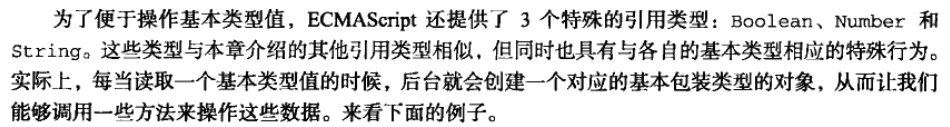 为了便于操作基本类型值，ECMAScript 还提供了 3 个特殊的引用类型：Boolean、Number 和
String。这些类型与本章介绍的其他引用类型相似，但同时也具有与各自的基本类型相应的特殊行为。
实际上，每当读取一个基本类型值的时候，后台就会创建一个对应的基本包装类型的对象，从而让我们
能够调用一些方法来操作这些数据。来看下面的例子。